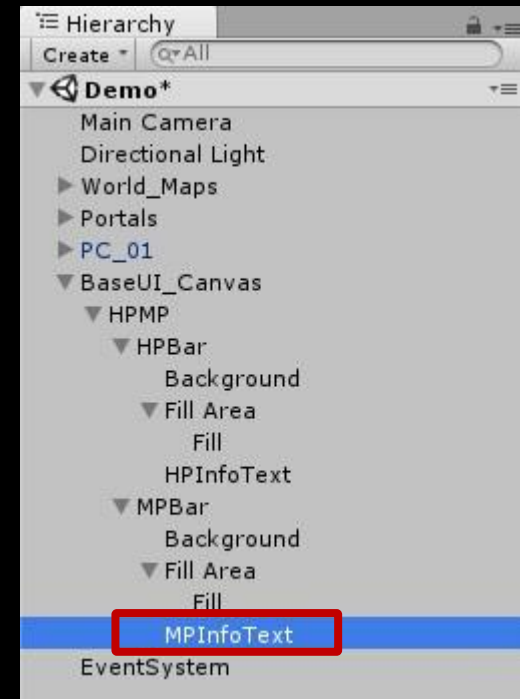 Hierarchy
Create All
Demo*
Main Camera
Directional Light
World_Maps
Portals
PC_01
BaseUI_Canvas
HPMP
HPBar
Background
Fill Area
Fill
HPInfoText
MPBar
Background
Fill Area
Fill
MPInfoText
EventSystem